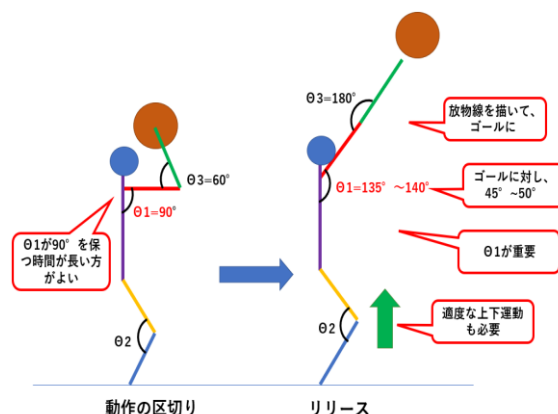 Θ3=60°
Θ1=90°
Θ1が90°を保
つ時間が長い方
がよい
Θ2
動作の区切り
Θ3=180°
Θ1=135°～140°
Θ2
リリース
放物線を描いて、
ゴールに
ゴールに対し、
45°~50°
Θ1が重要
適度な上下運動
も必要